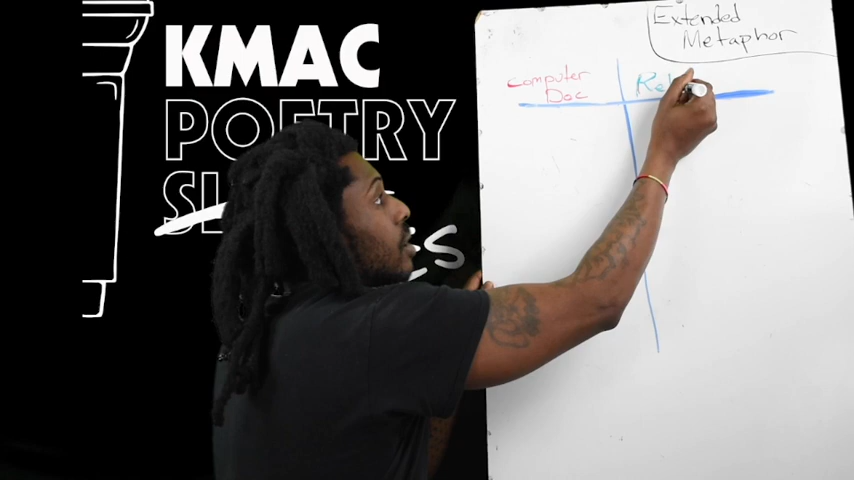 KMAC
POETRY
Extended
Metaphor
Computer
Doc